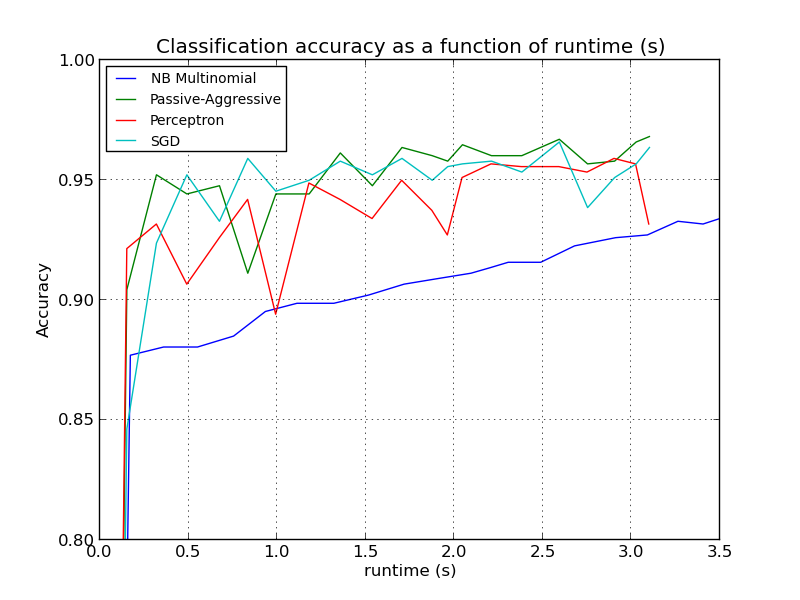 Classification accuracy as a function of runtime (s)
1.00
NB Multinomial
Passive-Aggressive
Perceptron
SGD
0.95
0.90
0.85
0.80
Accuracy
0.0 0.5 1.0 1.5 2.0 2.5 3.0 3.5
runtime (s)